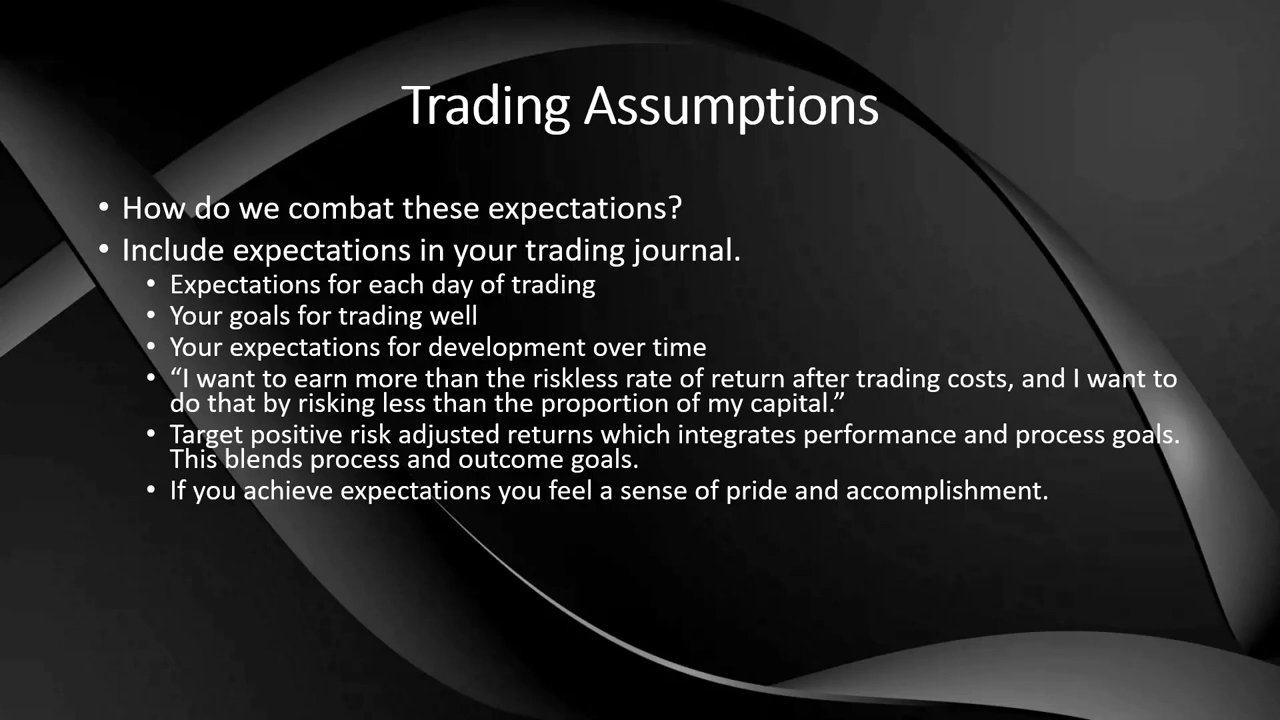 Trading Assumptions
• How do we combat these expectations?
• Include expectations in your trading journal.
• Expectations for each day of trading
• Your goals for trading well
• Your expectations for development over time
• “I want to earn more than the riskless rate of return after trading costs, and I want to
do that by risking less than the proportion of my capital.”
• Target positive risk adjusted returns which integrates performance and process goals.
This blends process and outcome goals.
• If you achieve expectations you feel a sense of pride and accomplishment.